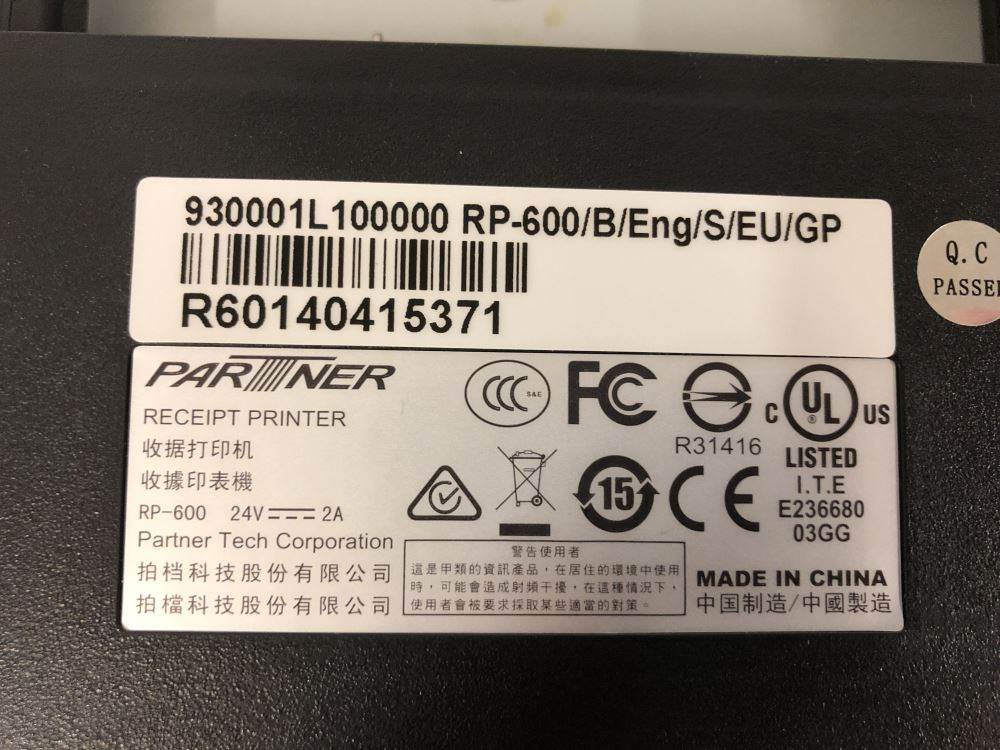 930001L100000 RP-600/B/Eng/S/EU/GP
R60140415371
Q.C
PARTNER
RECEIPT PRINTER
收据打印机
收據印表機
RP-600 24V 2A
Partner Tech Corporation
拍档科技股份有限公司
拍檔科技股份有限公司
CCC S&E
FC
R31416
C UL ® US
LISTED
I.T.E
E236680
03GG
15
CE
警告使用者
這是甲類的資訊產品，在居住的環境中使用
時，可能會造成射頻干擾，在這種情況下，
使用者會被要求採取某些適當的對策。
MADE IN CHINA
中国制造/中國製造